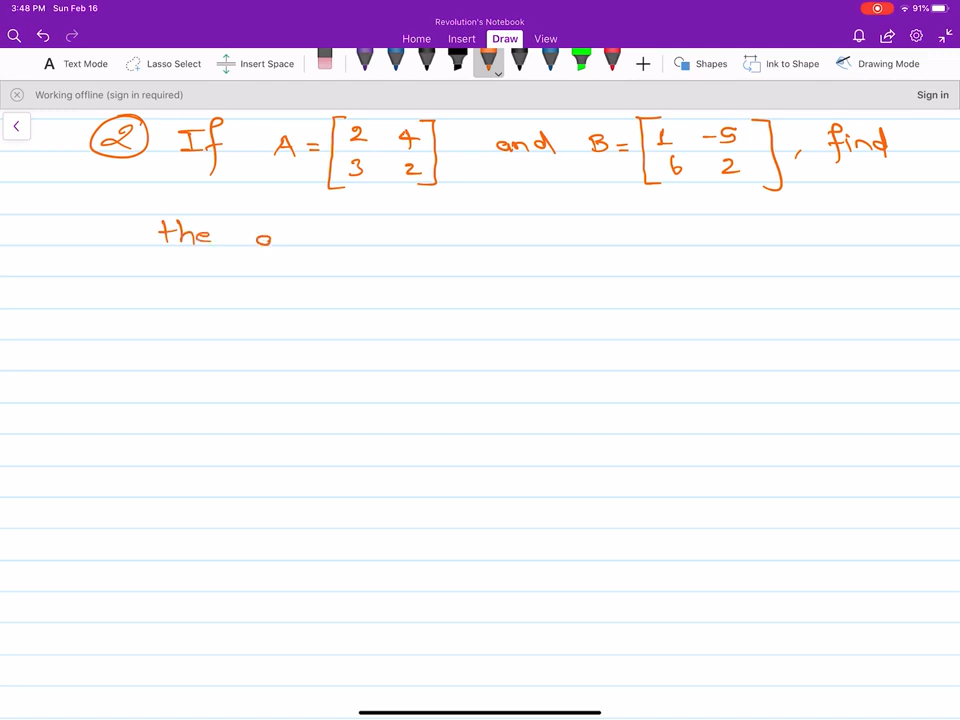 3:48 PM Sun Feb 16 91%
Revolution's Notebook
Home Insert Draw View
A Text Mode Lasso Select Insert Space Shapes Ink to Shape Drawing Mode
Working offline (sign in required) Sign in
2 If A = [2 4 and B = [1 -5 ], find
3 2] 6 2
the o